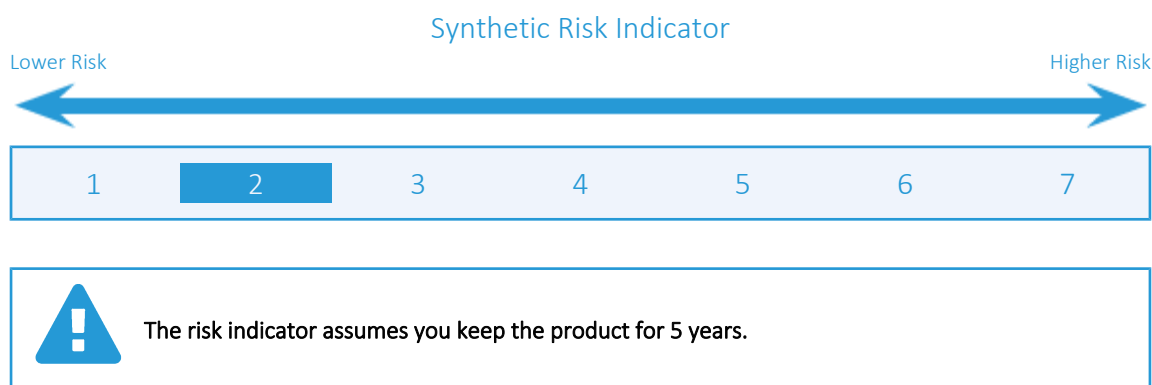 Synthetic Risk Indicator
Lower Risk Higher Risk
1 2 3 4 5 6 7
The risk indicator assumes you keep the product for 5 years.